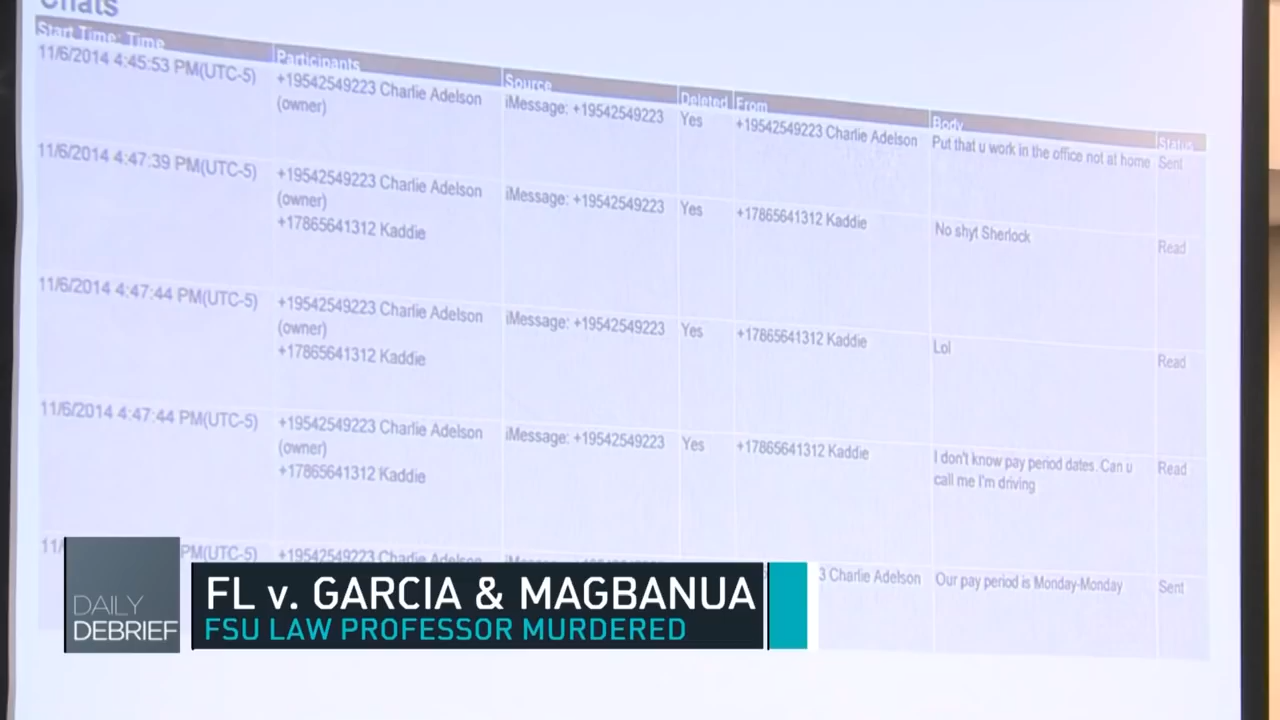 Chats
Start Time: Time
Participants
Source
Deleted
From
Body
Status
11/6/2014 4:45:53 PM(UTC-5)
+19542549223 Charlie Adelson
(owner)
iMessage: +19542549223
Yes
+19542549223 Charlie Adelson
Put that u work in the office not at home
Sent
11/6/2014 4:47:39 PM(UTC-5)
+19542549223 Charlie Adelson
(owner)
+17865641312 Kaddie
iMessage: +19542549223
Yes
+17865641312 Kaddie
No shyt Sherlock
Read
11/6/2014 4:47:44 PM(UTC-5)
+19542549223 Charlie Adelson
(owner)
+17865641312 Kaddie
iMessage: +19542549223
Yes
+17865641312 Kaddie
Lol
Read
11/6/2014 4:47:44 PM(UTC-5)
+19542549223 Charlie Adelson
(owner)
+17865641312 Kaddie
iMessage: +19542549223
Yes
+17865641312 Kaddie
I don't know pay period dates. Can u
call me I'm driving
Read
PM(UTC-5)
+19542549223 Charlie Adelson
3 Charlie Adelson
Our pay period is Monday-Monday
Sent
DAILY
DEBRIEF
FL v. GARCIA & MAGBANUA
FSU LAW PROFESSOR MURDERED